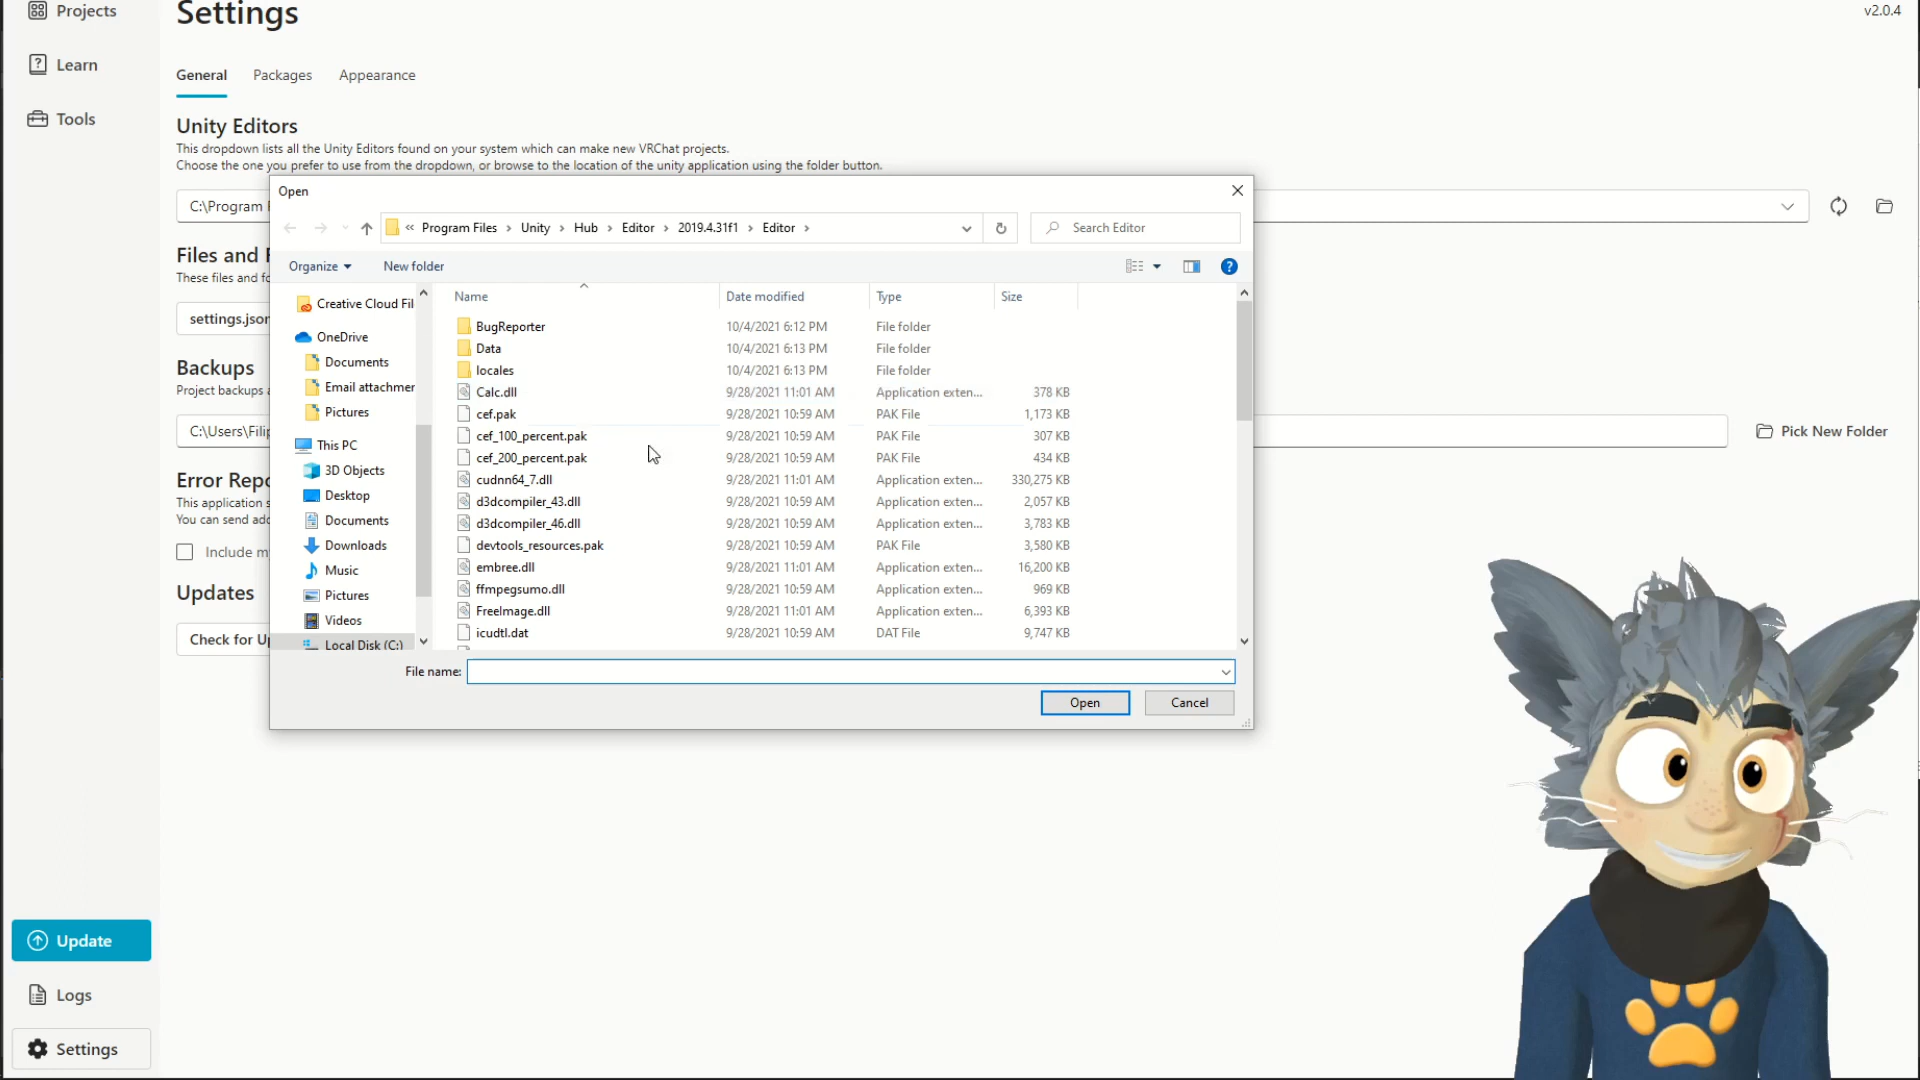 Projects
Learn
Tools
Update
Logs
Settings
Settings
v2.0.4
General Packages Appearance
Unity Editors
This dropdown lists all the Unity Editors found on your system which can make new VRChat projects.
Choose the one you prefer to use from the dropdown, or browse to the location of the unity application using the folder button.
C:\Program
Files and
These files and
settings.json
Backups
Project backups
C:\Users\Filip
Pick New Folder
Error
This application
You can send
Include
Updates
Check for
Open
« Program Files › Unity › Hub › Editor › 2019.4.31f1 › Editor ›
Search Editor
Organize New folder
Creative Cloud Fil
OneDrive
Documents
Email attachmer
Pictures
This PC
3D Objects
Desktop
Documents
Downloads
Music
Pictures
Videos
Local Disk (C:)
Name Date modified Type Size
BugReporter 10/4/2021 6:12 PM File folder
Data 10/4/2021 6:13 PM File folder
locales 10/4/2021 6:13 PM File folder
Calc.dll 9/28/2021 11:01 AM Application exten... 378 KB
cef.pak 9/28/2021 10:59 AM PAK File 1,173 KB
cef_100_percent.pak 9/28/2021 10:59 AM PAK File 307 KB
cef_200_percent.pak 9/28/2021 10:59 AM PAK File 434 KB
cudnn64_7.dll 9/28/2021 11:01 AM Application exten... 330,275 KB
d3dcompiler_43.dll 9/28/2021 10:59 AM Application exten... 2,057 KB
d3dcompiler_46.dll 9/28/2021 10:59 AM Application exten... 3,783 KB
devtools_resources.pak 9/28/2021 10:59 AM PAK File 3,580 KB
embree.dll 9/28/2021 11:01 AM Application exten... 16,200 KB
ffmpegsumo.dll 9/28/2021 10:59 AM Application exten... 969 KB
FreeImage.dll 9/28/2021 11:01 AM Application exten... 6,393 KB
icudtl.dat 9/28/2021 10:59 AM DAT File 9,747 KB
File name:
Open Cancel